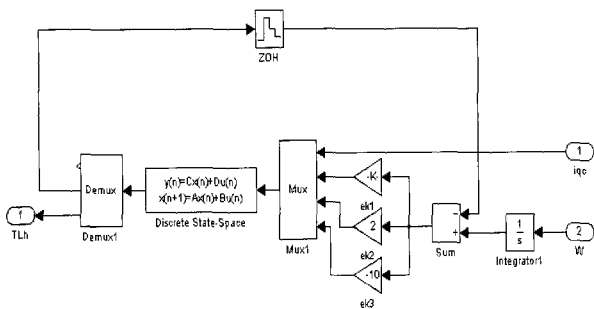 ZOH
1
iqc
Demux
Demux1
y(n)=Cx(n)+Du(n)
x(n+1)=Ax(n)+Bu(n)
Discrete State-Space
Mux
Mux1
-K-
ek1
2
ek2
-10
ek3
−
+
Sum
1
s
Integrator1
2
W
1
TLh